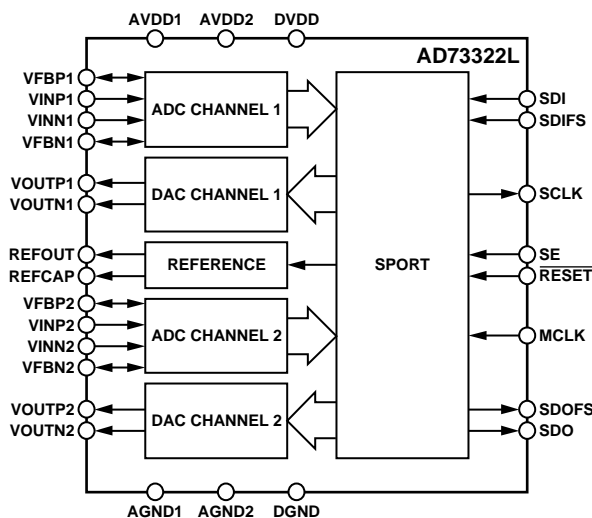 AVDD1 AVDD2 DVDD
AD73322L
VFBP1
VINP1
VINN1
VFBN1
ADC CHANNEL 1
VOUTP1
VOUTN1
DAC CHANNEL 1
REFOUT
REFCAP
REFERENCE
VFBP2
VINP2
VINN2
VFBN2
ADC CHANNEL 2
VOUTP2
VOUTN2
DAC CHANNEL 2
SPORT
SDI
SDIFS
SCLK
SE
RESET
MCLK
SDOFS
SDO
AGND1 AGND2 DGND